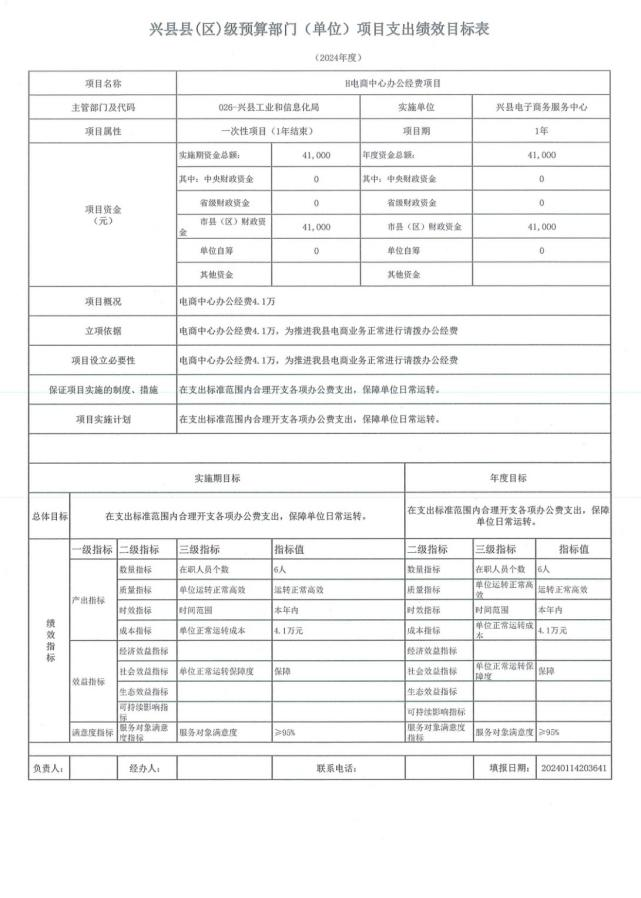 兴县县(区)级预算部门（单位）项目支出绩效目标表
（2024年度）
项目名称 H电商中心办公经费项目
主管部门及代码 026-兴县工业和信息化局 实施单位 兴县电子商务服务中心
项目属性 一次性项目（1年结束） 项目期 1年
项目资金
（元）
实施期资金总额： 41,000 年度资金总额： 41,000
其中：中央财政资金 0 其中：中央财政资金 0
省级财政资金 0 省级财政资金 0
市县（区）财政资
金
41,000 市县（区）财政资金 41,000
单位自筹 0 单位自筹 0
其他资金 其他资金
项目概况 电商中心办公经费4.1万
立项依据 电商中心办公经费4.1万，为推进我县电商业务正常进行请拨办公经费
项目设立必要性 电商中心办公经费4.1万，为推进我县电商业务正常进行请拨办公经费
保证项目实施的制度、措施 在支出标准范围内合理开支各项办公费支出，保障单位日常运转。
项目实施计划 在支出标准范围内合理开支各项办公费支出，保障单位日常运转。
实施期目标 年度目标
总体目标 在支出标准范围内合理开支各项办公费支出，保障单位日常运转。 在支出标准范围内合理开支各项办公费支出，保障
单位日常运转。
绩效指标
一级指标 二级指标 三级指标 指标值 二级指标 三级指标 指标值
产出指标
数量指标 在职人员个数 6人 数量指标 在职人员个数 6人
质量指标 单位运转正常高效 运转正常高效 质量指标 单位运转正常高
效
运转正常高效
时效指标 时间范围 本年内 时效指标 时间范围 本年内
成本指标 单位正常运转成本 4.1万元 成本指标 单位正常运转成
本
4.1万元
效益指标
经济效益指标 经济效益指标
社会效益指标 单位正常运转保障度 保障 社会效益指标 单位正常运转保
障度
保障
生态效益指标 生态效益指标
可持续影响指
标
可持续影响指标
满意度指标 服务对象满意
度指标
服务对象满意度 ≥95% 服务对象满意度
指标
服务对象满意度 ≥95%
负责人： 经办人： 联系电话： 填报日期： 20240114203641